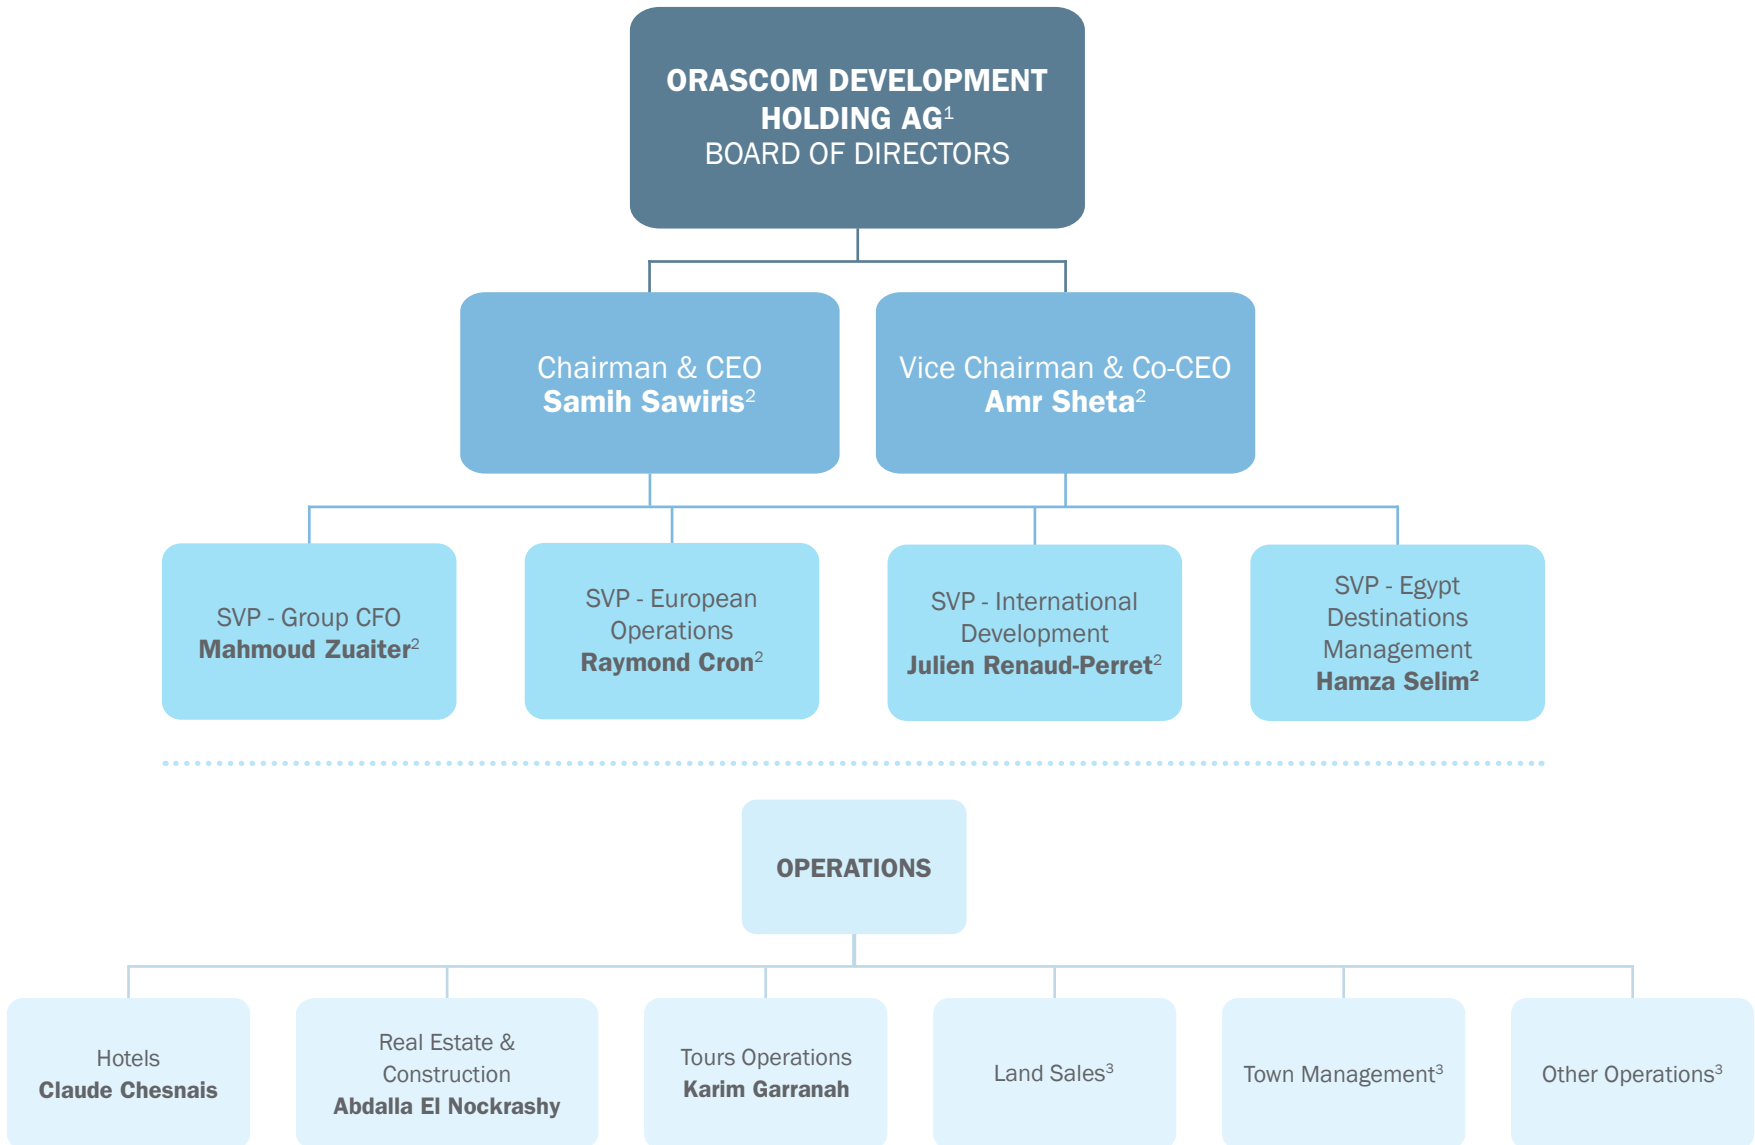 ORASCOM DEVELOPMENT
HOLDING AG¹
BOARD OF DIRECTORS
Chairman & CEO
Samih Sawiris²
Vice Chairman & Co-CEO
Amr Sheta²
SVP - Group CFO
Mahmoud Zuaiter²
SVP - European
Operations
Raymond Cron²
SVP - International
Development
Julien Renaud-Perret²
SVP - Egypt
Destinations
Management
Hamza Selim²
OPERATIONS
Hotels
Claude Chesnais
Real Estate &
Construction
Abdalla El Nockrashy
Tours Operations
Karim Garranah
Land Sales³
Town Management³
Other Operations³